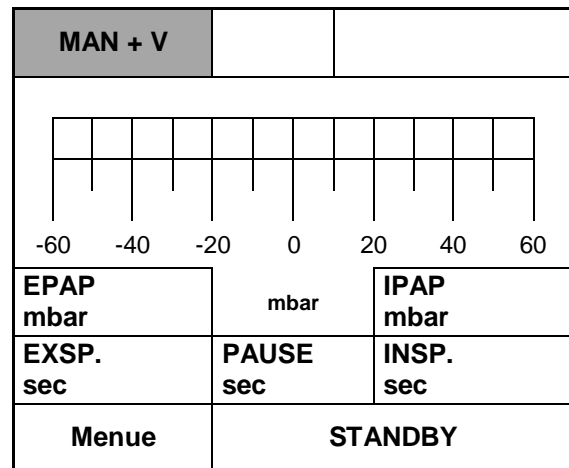 MAN + V
-60 -40 -20 0 20 40 60
EPAP
mbar
mbar
IPAP
mbar
EXSP.
sec
PAUSE
sec
INSP.
sec
Menue
STANDBY